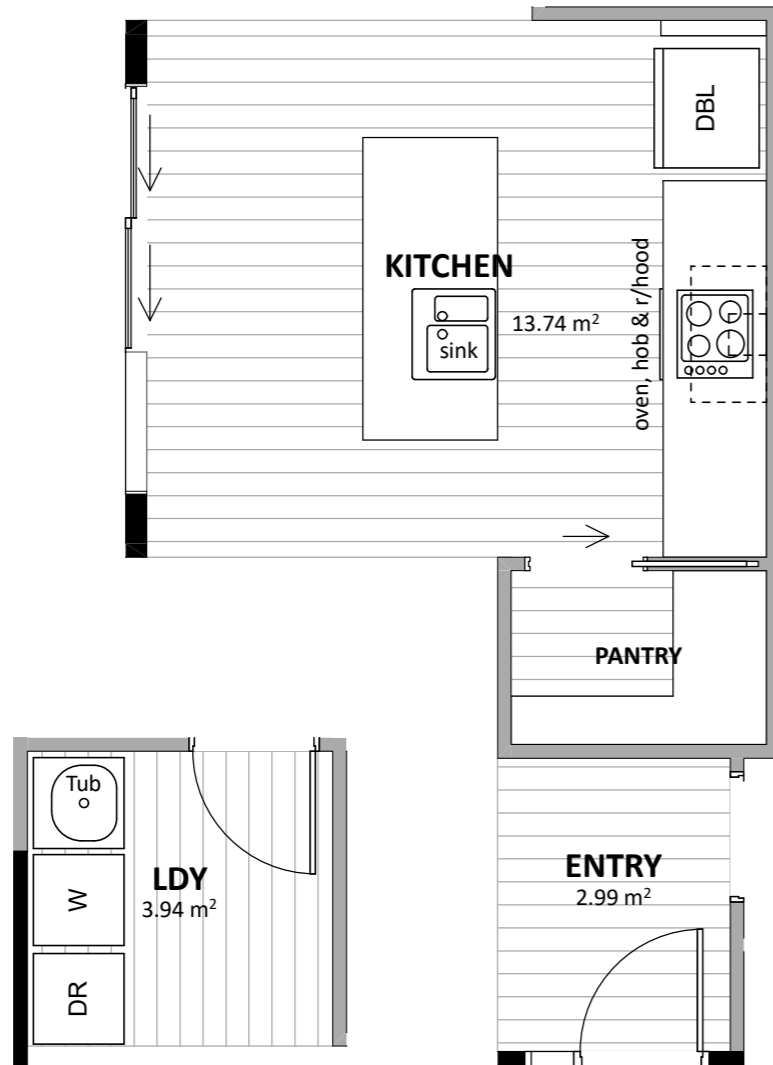 DBL
KITCHEN
13.74 m²
oven, hob & r/hood
sink
PANTRY
Tub
W
DR
LDY
3.94 m²
ENTRY
2.99 m²